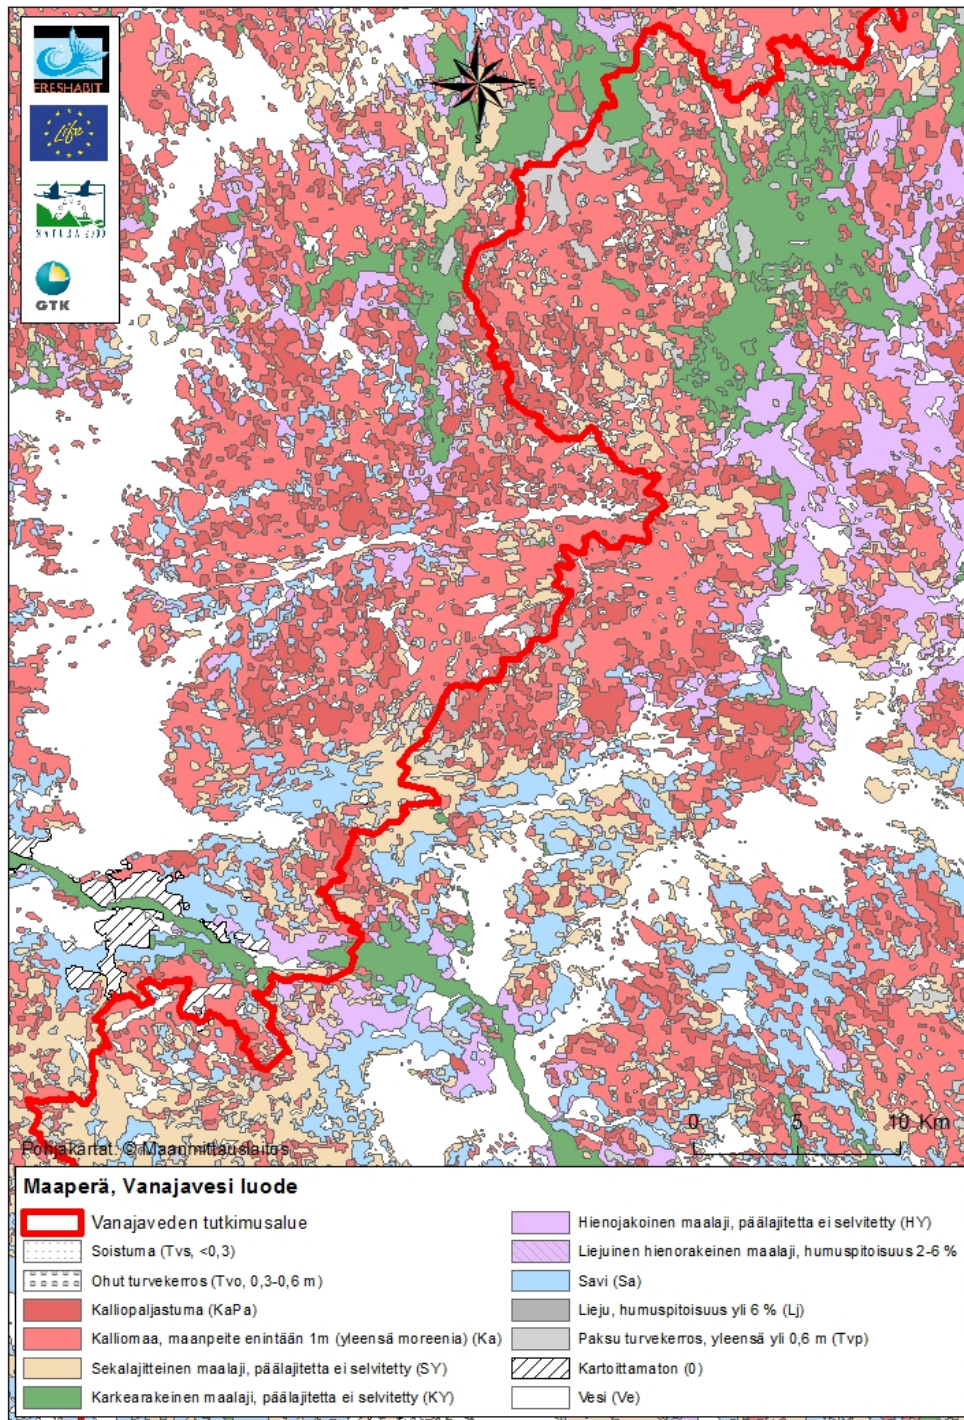 FRESHABIT
Life
NATURA 2000
GTK
N
S
0 5 10 Km
Pohjakartat: © Maanmittauslaitos
Maaperä, Vanajavesi luode
Vanajaveden tutkimusalue
Soistuma (Tvs, <0,3)
Ohut turvekerros (Tvo, 0,3-0,6 m)
Kalliopaljastuma (KaPa)
Kalliomaa, maanpeite enintään 1m (yleensä moreenia) (Ka)
Sekalajitteinen maalaji, päälajitetta ei selvitetty (SY)
Karkearakeinen maalaji, päälajitetta ei selvitetty (KY)
Hienojakoinen maalaji, päälajitetta ei selvitetty (HY)
Liejuinen hienorakeinen maalaji, humuspitoisuus 2-6 %
Savi (Sa)
Lieju, humuspitoisuus yli 6 % (Lj)
Paksu turvekerros, yleensä yli 0,6 m (Tvp)
Kartoittamaton (0)
Vesi (Ve)